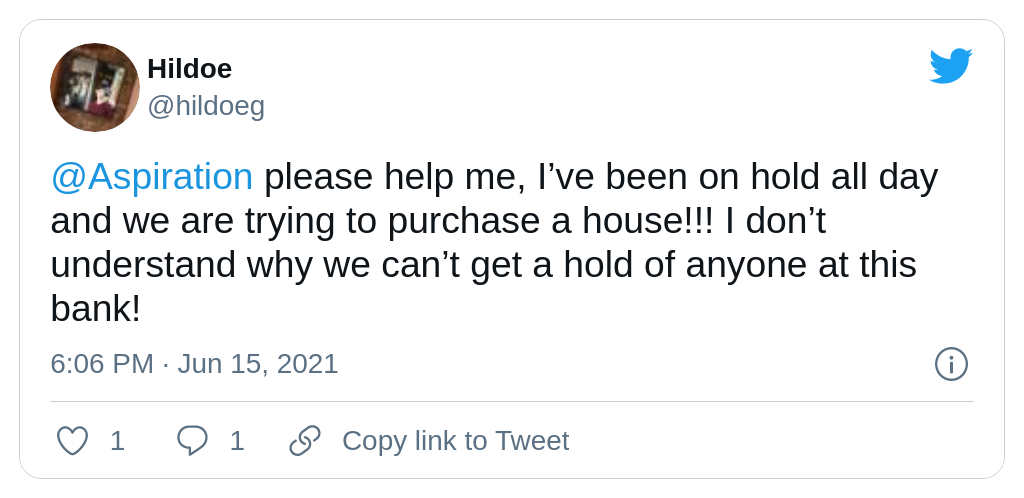 Hildoe
@hildoeg
@Aspiration please help me, I’ve been on hold all day
and we are trying to purchase a house!!! I don’t
understand why we can’t get a hold of anyone at this
bank!
6:06 PM · Jun 15, 2021
1 1 Copy link to Tweet